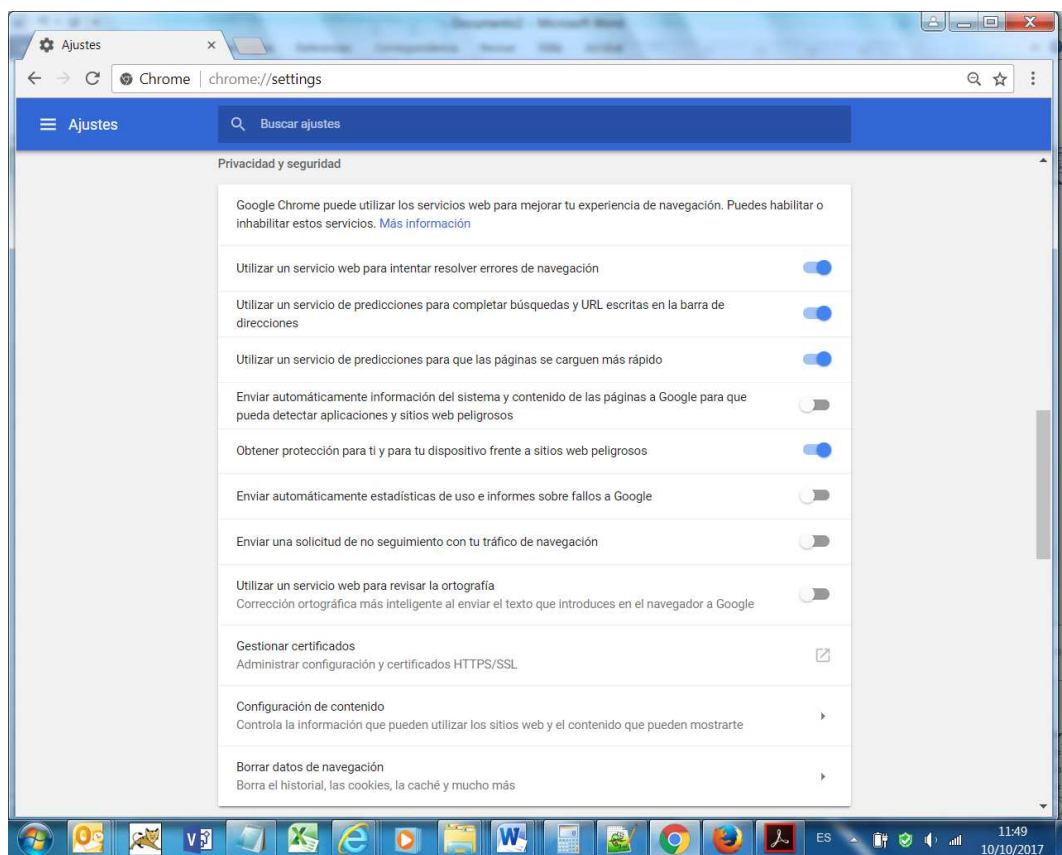 Documento2 - Microsoft Word
Ajustes
Referencias Correspondencia Revisar Vista Acrobat
Chrome | chrome://settings
Ajustes
Buscar ajustes
Privacidad y seguridad
Google Chrome puede utilizar los servicios web para mejorar tu experiencia de navegación. Puedes habilitar o
inhabilitar estos servicios. Más información
Utilizar un servicio web para intentar resolver errores de navegación
Utilizar un servicio de predicciones para completar búsquedas y URL escritas en la barra de
direcciones
Utilizar un servicio de predicciones para que las páginas se carguen más rápido
Enviar automáticamente información del sistema y contenido de las páginas a Google para que
pueda detectar aplicaciones y sitios web peligrosos
Obtener protección para ti y para tu dispositivo frente a sitios web peligrosos
Enviar automáticamente estadísticas de uso e informes sobre fallos a Google
Enviar una solicitud de no seguimiento con tu tráfico de navegación
Utilizar un servicio web para revisar la ortografía
Corrección ortográfica más inteligente al enviar el texto que introduces en el navegador a Google
Gestionar certificados
Administrar configuración y certificados HTTPS/SSL
Configuración de contenido
Controla la información que pueden utilizar los sitios web y el contenido que pueden mostrarte
Borrar datos de navegación
Borra el historial, las cookies, la caché y mucho más
ES
11:49
10/10/2017